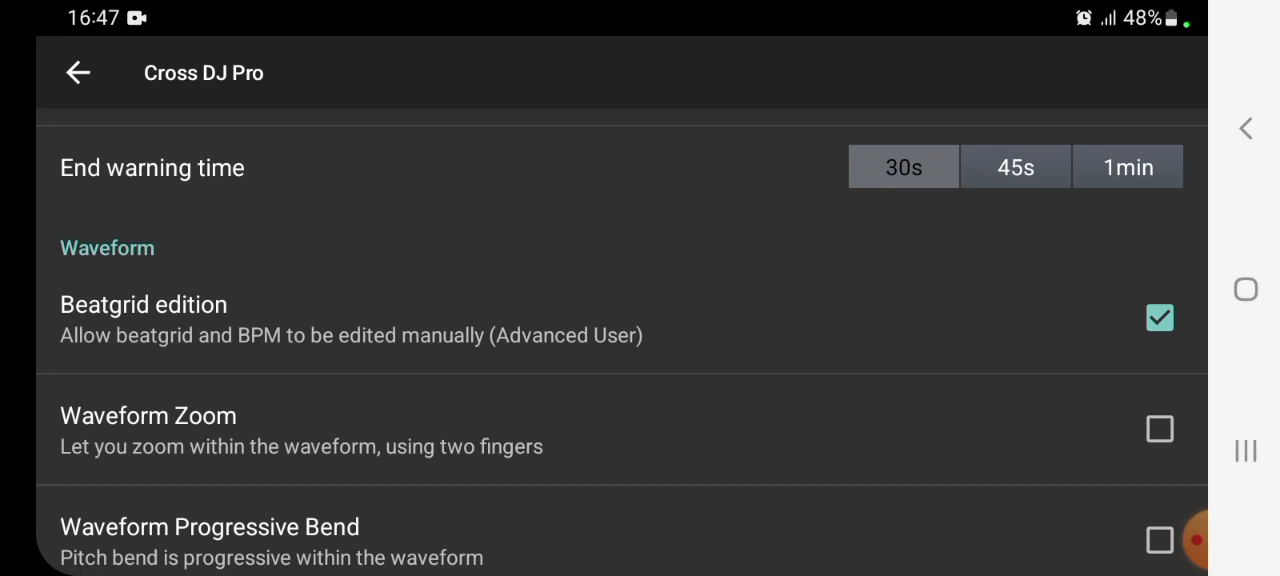 16:47
48%
Cross DJ Pro
End warning time
30s
45s
1min
Waveform
Beatgrid edition
Allow beatgrid and BPM to be edited manually (Advanced User)
Waveform Zoom
Let you zoom within the waveform, using two fingers
Waveform Progressive Bend
Pitch bend is progressive within the waveform